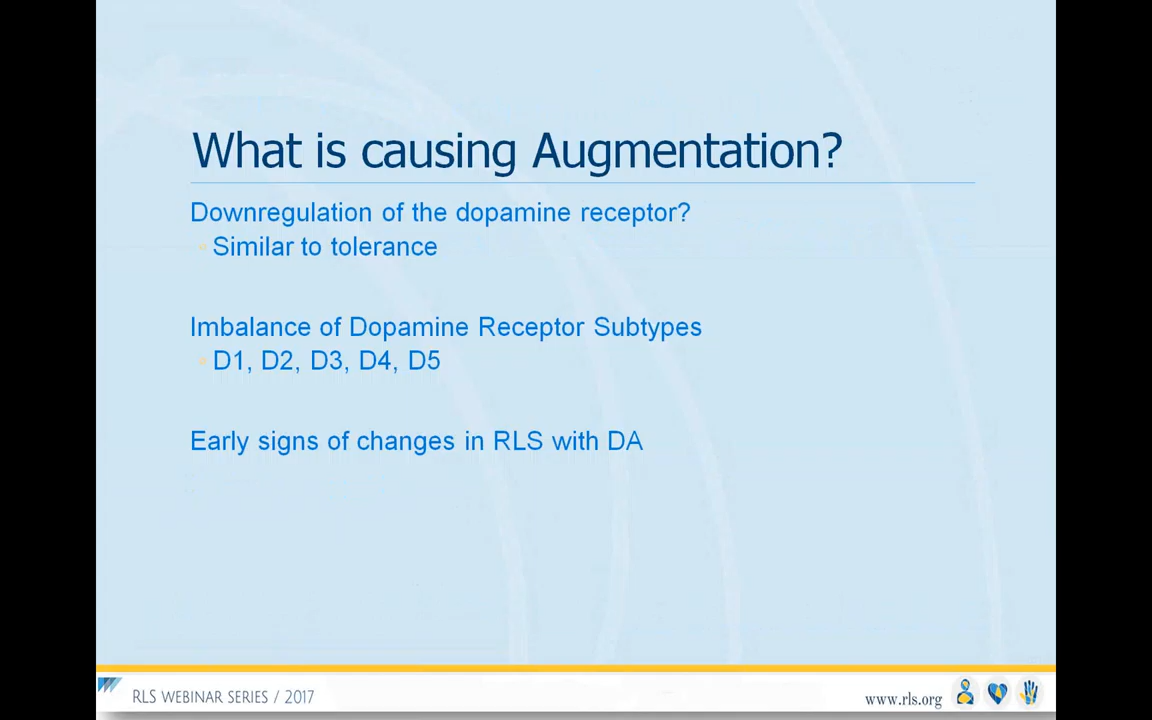 What is causing Augmentation?
Downregulation of the dopamine receptor?
Similar to tolerance
Imbalance of Dopamine Receptor Subtypes
D1, D2, D3, D4, D5
Early signs of changes in RLS with DA
RLS WEBINAR SERIES / 2017
www.rls.org